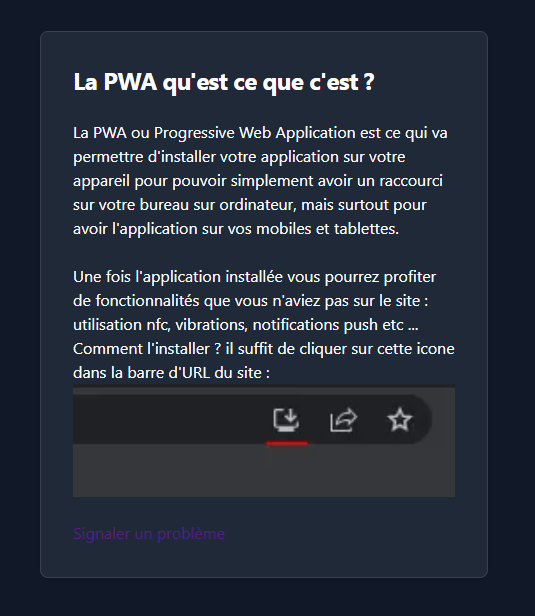 La PWA qu'est ce que c'est ?
La PWA ou Progressive Web Application est ce qui va
permettre d'installer votre application sur votre
appareil pour pouvoir simplement avoir un raccourci
sur votre bureau sur ordinateur, mais surtout pour
avoir l'application sur vos mobiles et tablettes.
Une fois l'application installée vous pourrez profiter
de fonctionnalités que vous n'aviez pas sur le site :
utilisation nfc, vibrations, notifications push etc ...
Comment l'installer ? il suffit de cliquer sur cette icone
dans la barre d'URL du site :
Signaler un problème